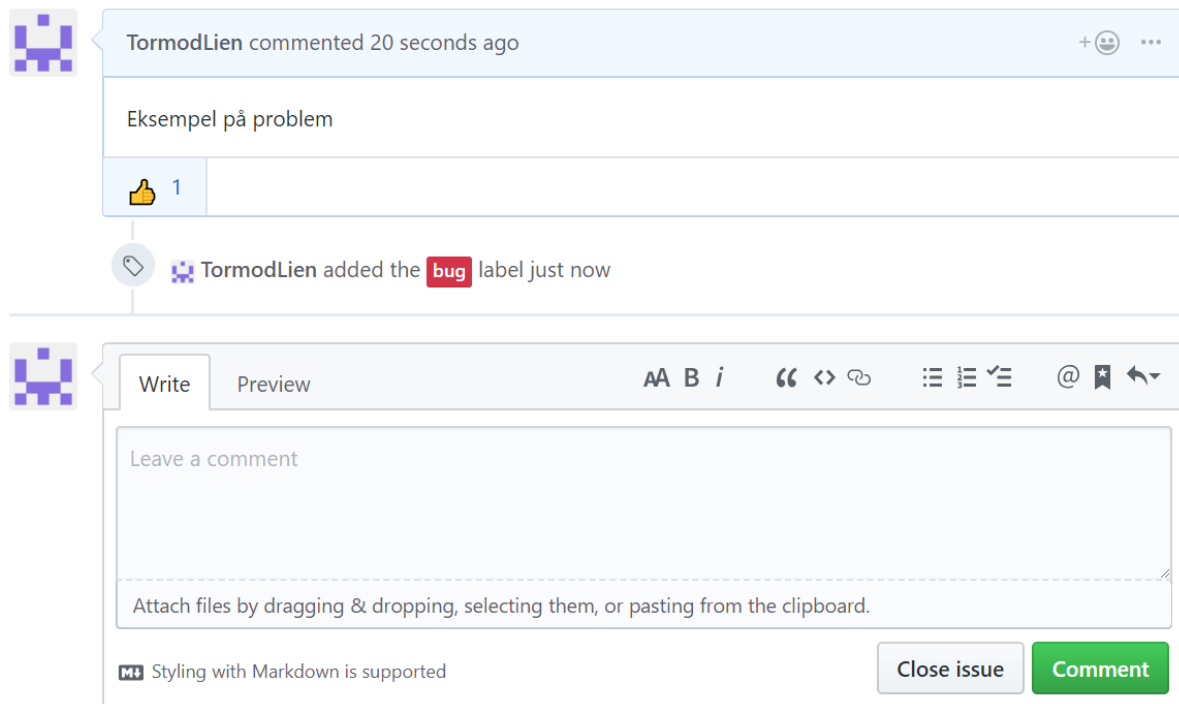 TormodLien commented 20 seconds ago
Eksempel på problem
👍 1
TormodLien added the bug label just now
Write Preview AA B i
Leave a comment
Attach files by dragging & dropping, selecting them, or pasting from the clipboard.
M↓ Styling with Markdown is supported
Close issue Comment